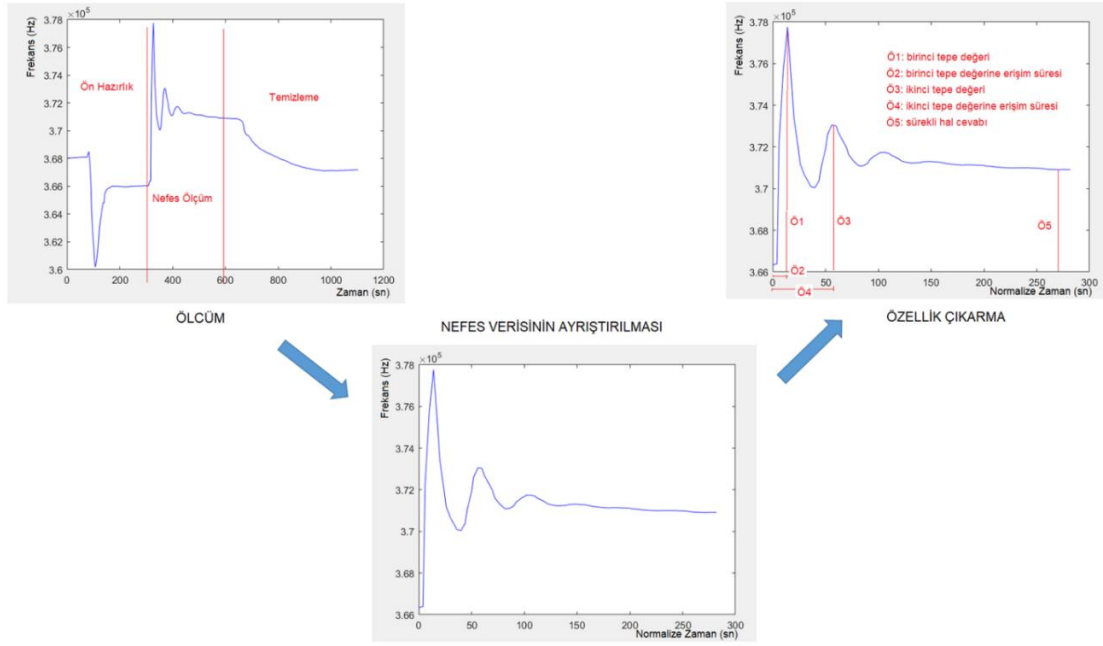 ×10⁵
Frekans (Hz)
3.78
3.76
3.74
3.72
3.7
3.68
3.66
3.64
3.62
3.6
Ön Hazırlık
Temizleme
Nefes Ölçüm
0 200 400 600 800 1000 1200
Zaman (sn)
ÖLCÜM
×10⁵
Frekans (Hz)
3.78
3.76
3.74
3.72
3.7
3.68
3.66
Ö1: birinci tepe değeri
Ö2: birinci tepe değerine erişim süresi
Ö3: ikinci tepe değeri
Ö4: ikinci tepe değerine erişim süresi
Ö5: sürekli hal cevabı
Ö1
Ö3
Ö5
Ö2
Ö4
0 50 100 150 200 250 300
Normalize Zaman (sn)
ÖZELLİK ÇIKARMA
NEFES VERİSİNİN AYRIŞTIRILMASI
×10⁵
Frekans (Hz)
3.78
3.76
3.74
3.72
3.7
3.68
3.66
0 50 100 150 200 250 300
Normalize Zaman (sn)